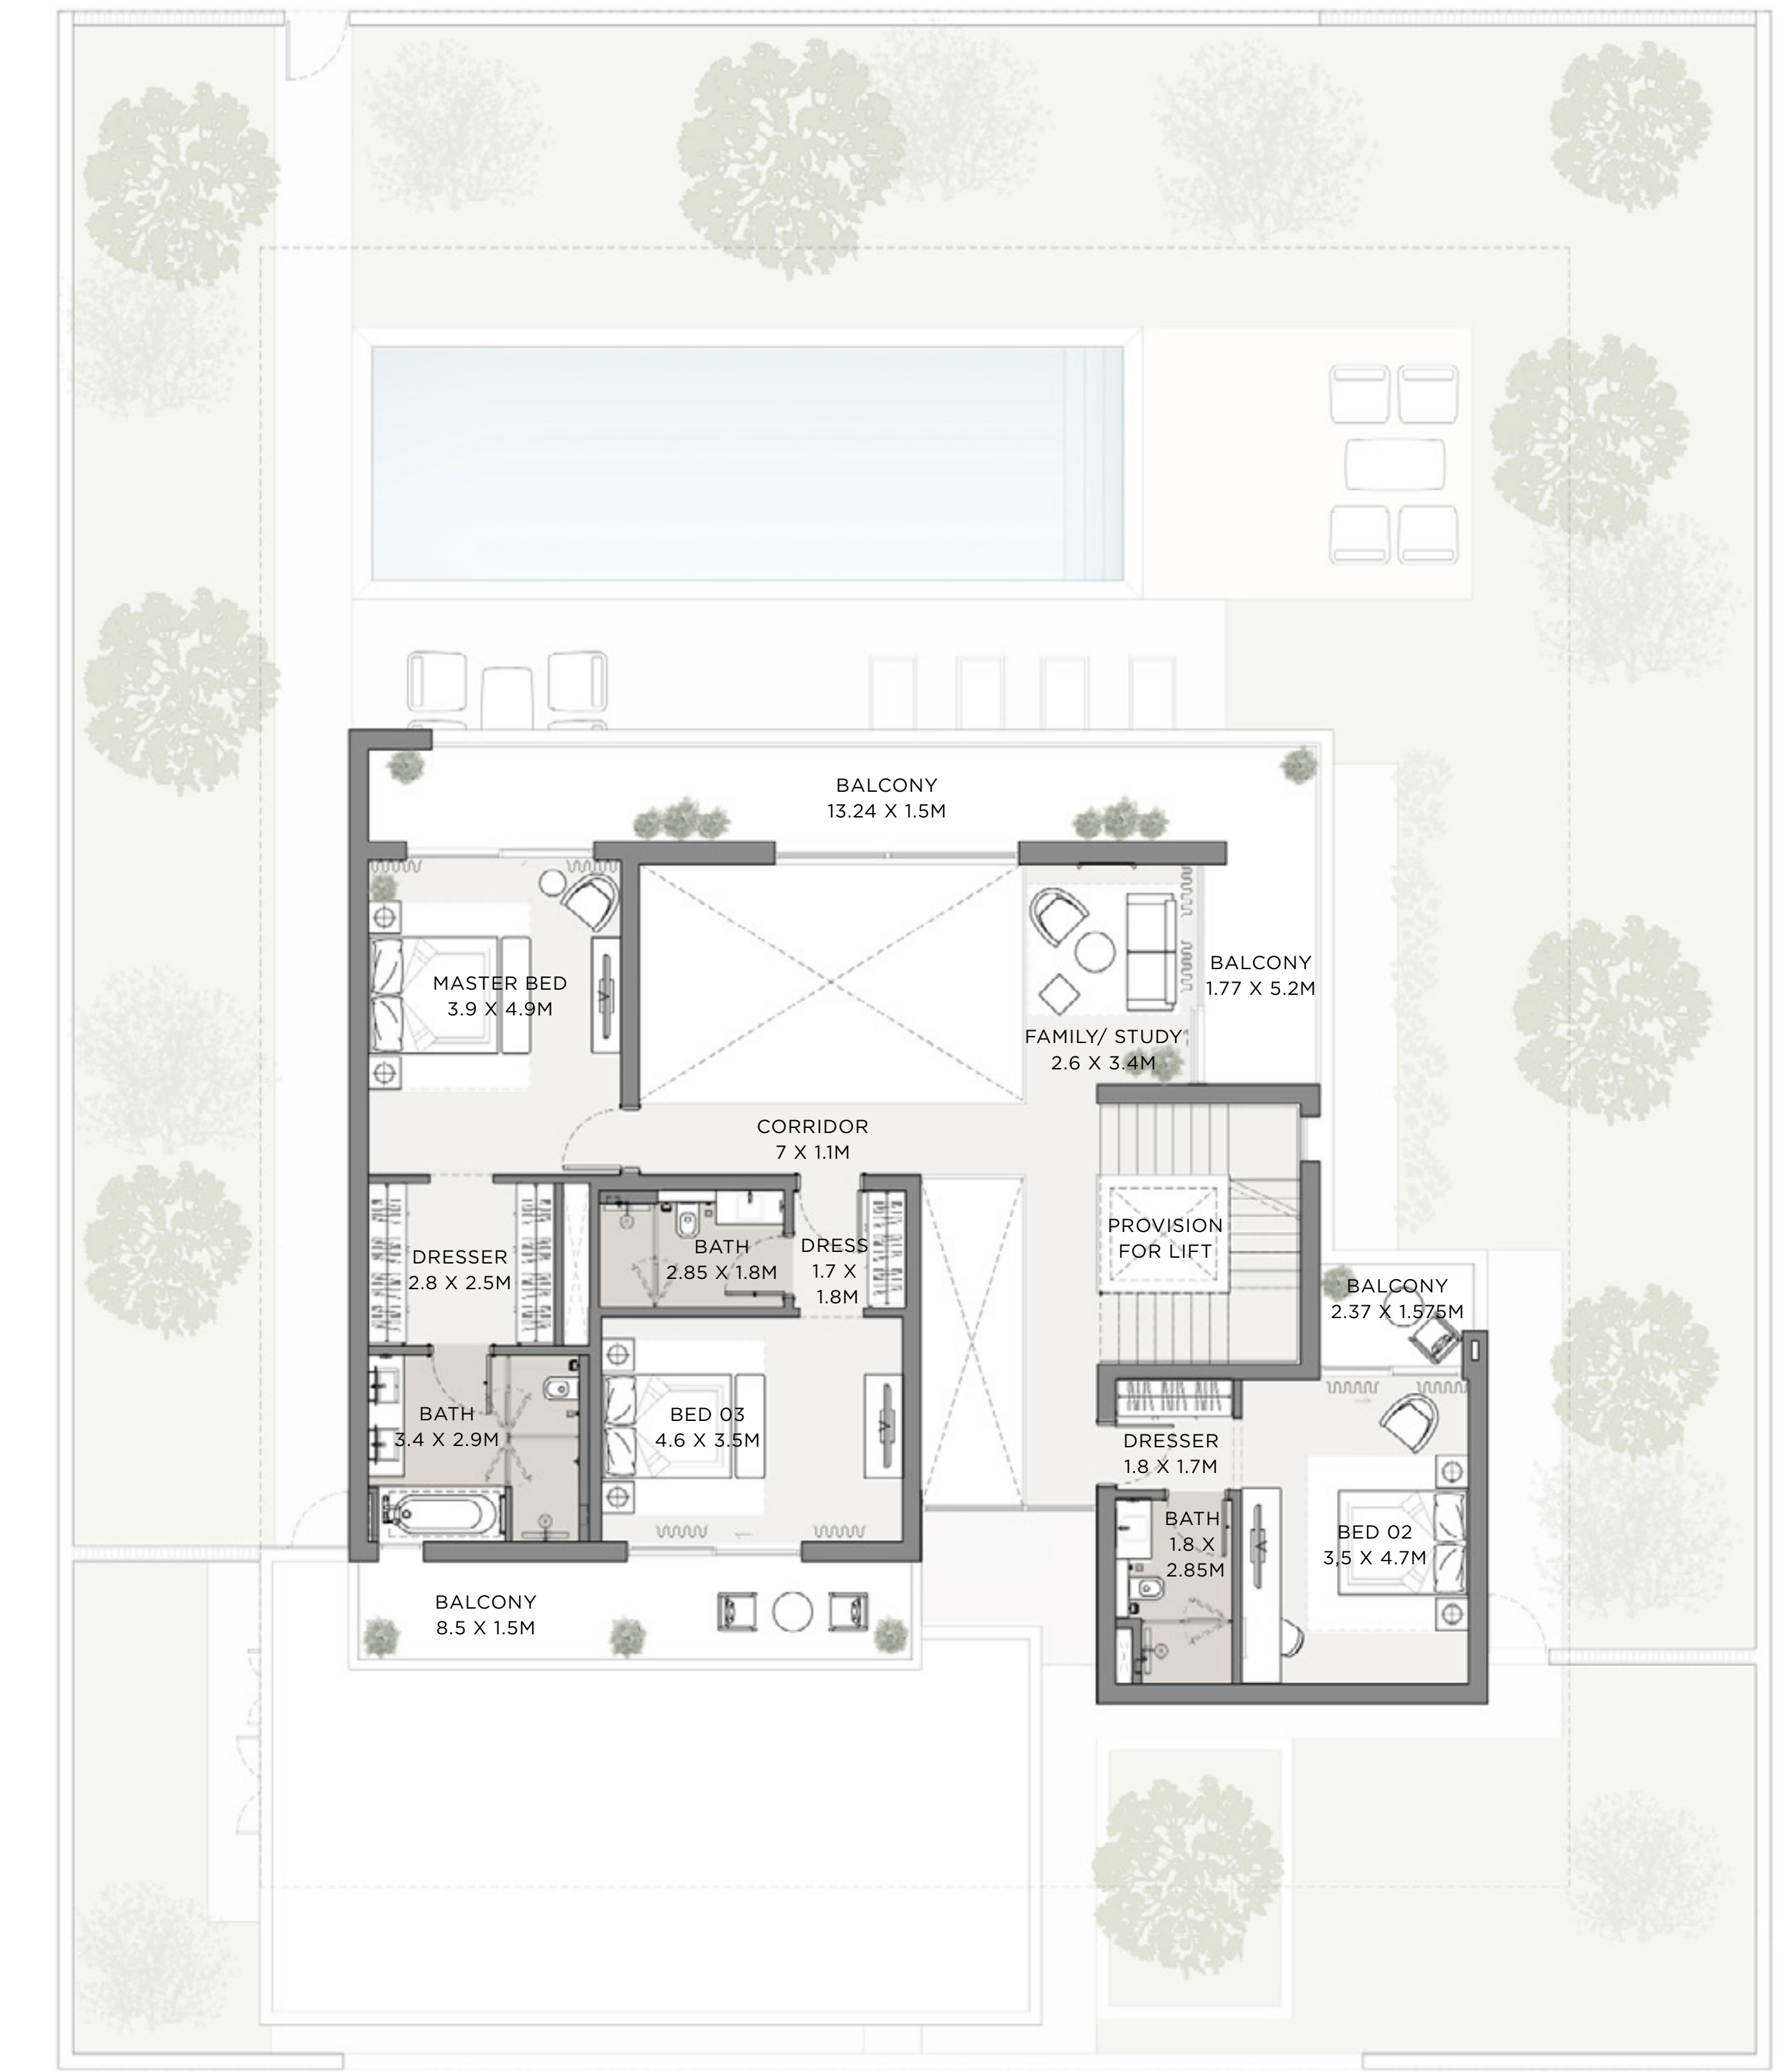 BALCONY
13.24 X 1.5M
BALCONY
1.77 X 5.2M
MASTER BED
3.9 X 4.9M
FAMILY/ STUDY
2.6 X 3.4M
CORRIDOR
7 X 1.1M
PROVISION
FOR LIFT
DRESSER
2.8 X 2.5M
BATH
2.85 X 1.8M
DRESS
1.7 X
1.8M
BALCONY
2.37 X 1.575M
BATH
3.4 X 2.9M
BED 03
4.6 X 3.5M
DRESSER
1.8 X 1.7M
BATH
1.8 X
2.85M
BED 02
3,5 X 4.7M
BALCONY
8.5 X 1.5M